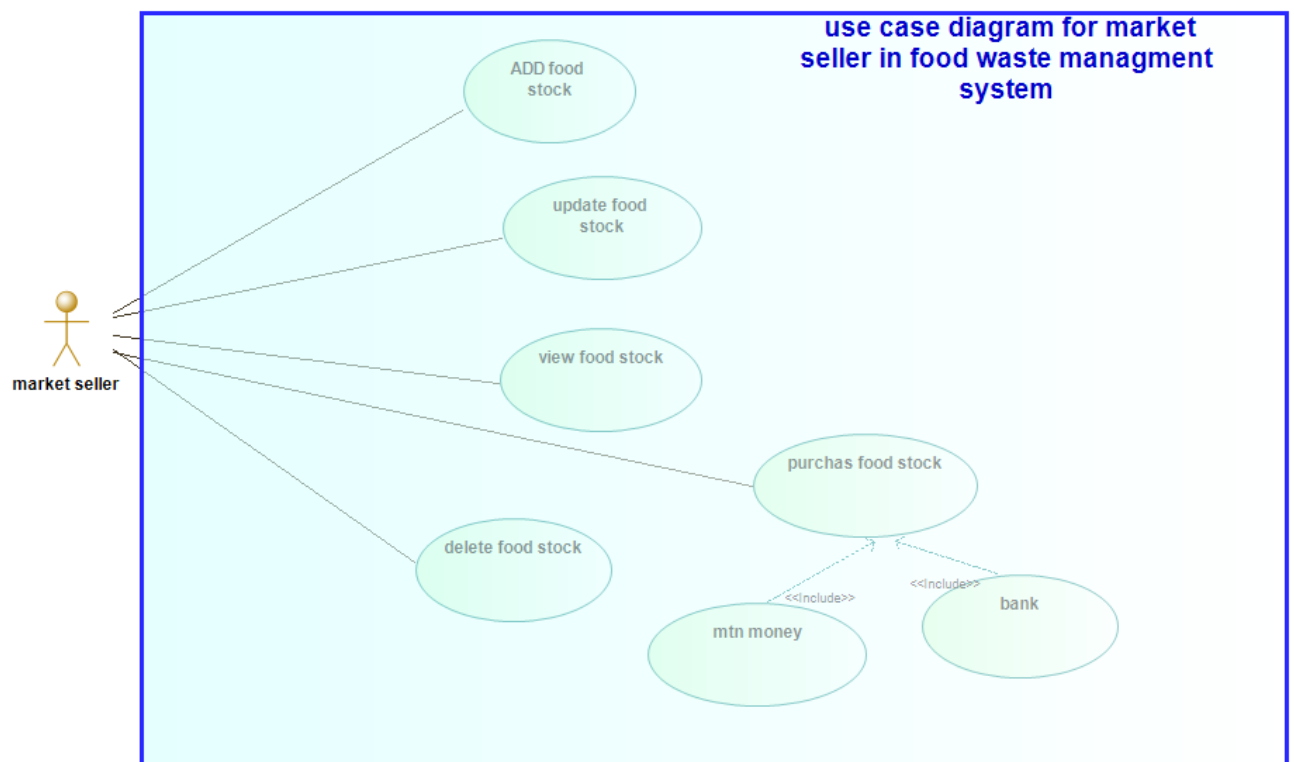 use case diagram for market
seller in food waste managment
system
ADD food
stock
update food
stock
view food stock
market seller
purchas food stock
delete food stock
<<Include>>
<<Include>>
bank
mtn money